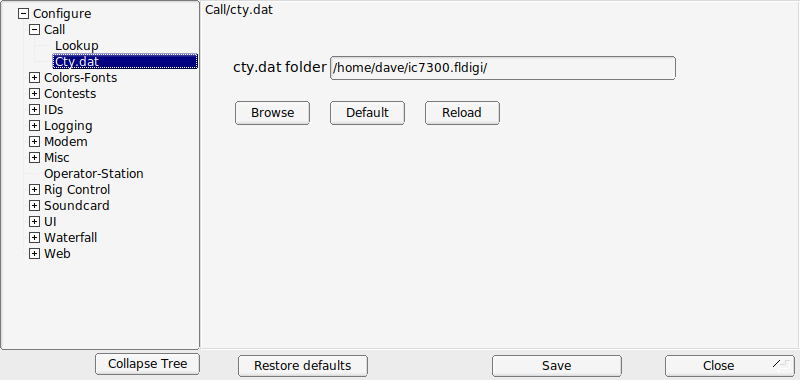 Configure
Call
Lookup
Cty.dat
Colors-Fonts
Contests
IDs
Logging
Modem
Misc
Operator-Station
Rig Control
Soundcard
UI
Waterfall
Web
Collapse Tree
Call/cty.dat
cty.dat folder /home/dave/ic7300.fldigi/
Browse Default Reload
Restore defaults Save Close